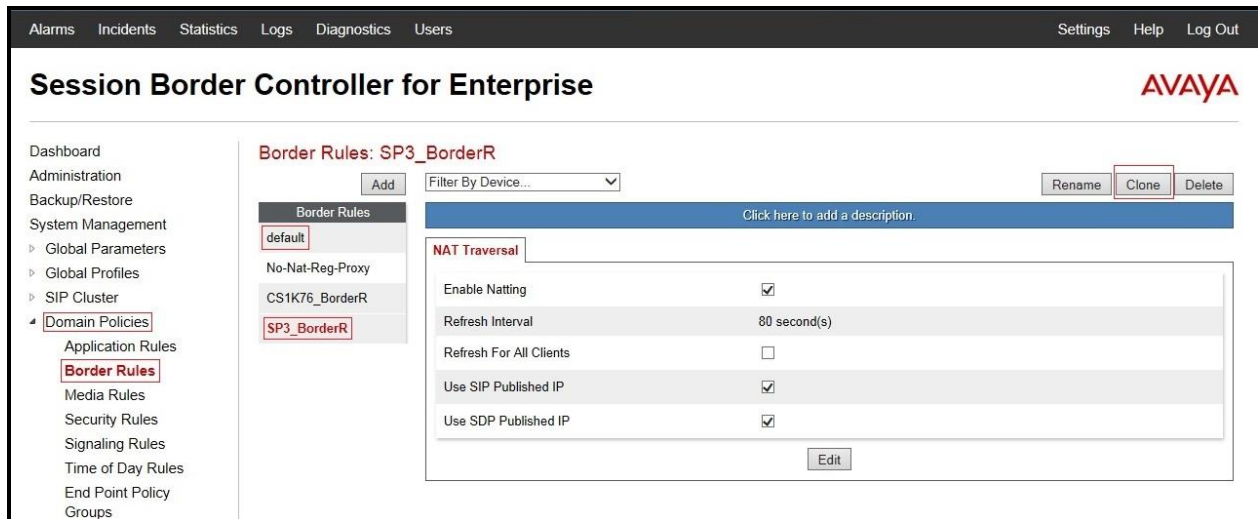 Alarms Incidents Statistics Logs Diagnostics Users Settings Help Log Out
Session Border Controller for Enterprise
AVAYA
Dashboard
Administration
Backup/Restore
System Management
Global Parameters
Global Profiles
SIP Cluster
Domain Policies
Application Rules
Border Rules
Media Rules
Security Rules
Signaling Rules
Time of Day Rules
End Point Policy
Groups
Border Rules: SP3_BorderR
Add
Filter By Device...
Rename Clone Delete
Border Rules
default
No-Nat-Reg-Proxy
CS1K76_BorderR
SP3_BorderR
Click here to add a description.
NAT Traversal
Enable Natting
Refresh Interval 80 second(s)
Refresh For All Clients
Use SIP Published IP
Use SDP Published IP
Edit